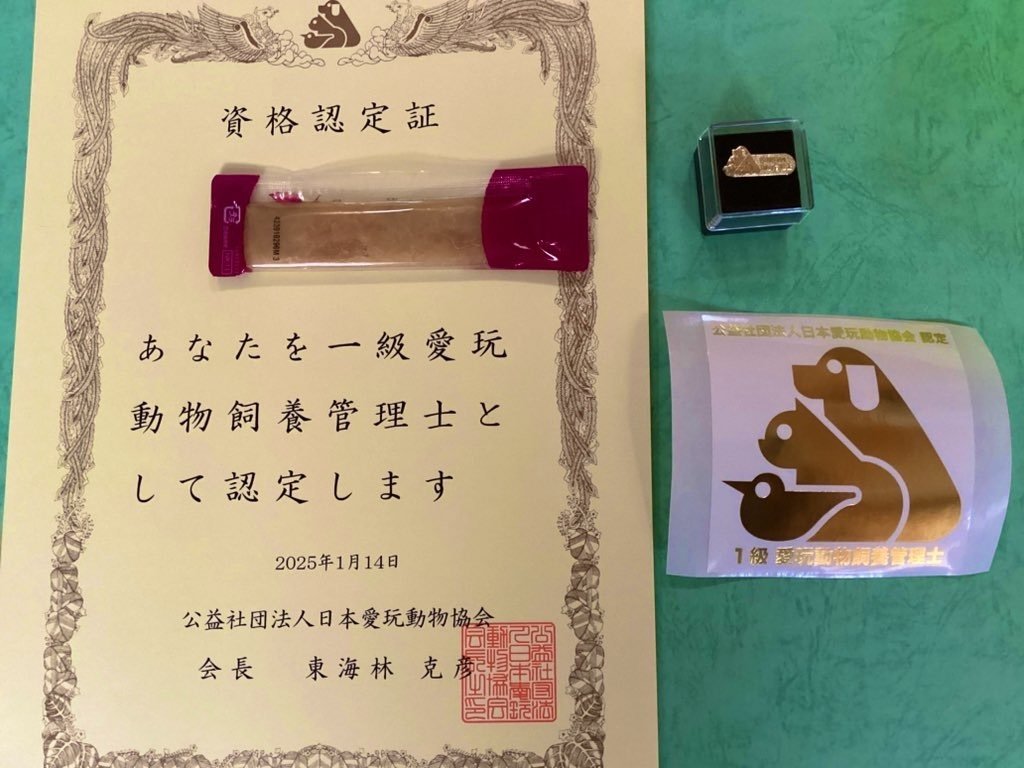 資格認定証
42391296M 3
あなたを一級愛玩
動物飼養管理士と
して認定します
2025年1月14日
公益社団法人日本愛玩動物協会
会長 東海林 克彦
公益社団法人日本愛玩動物協会 認定
1級 愛玩動物飼養管理士